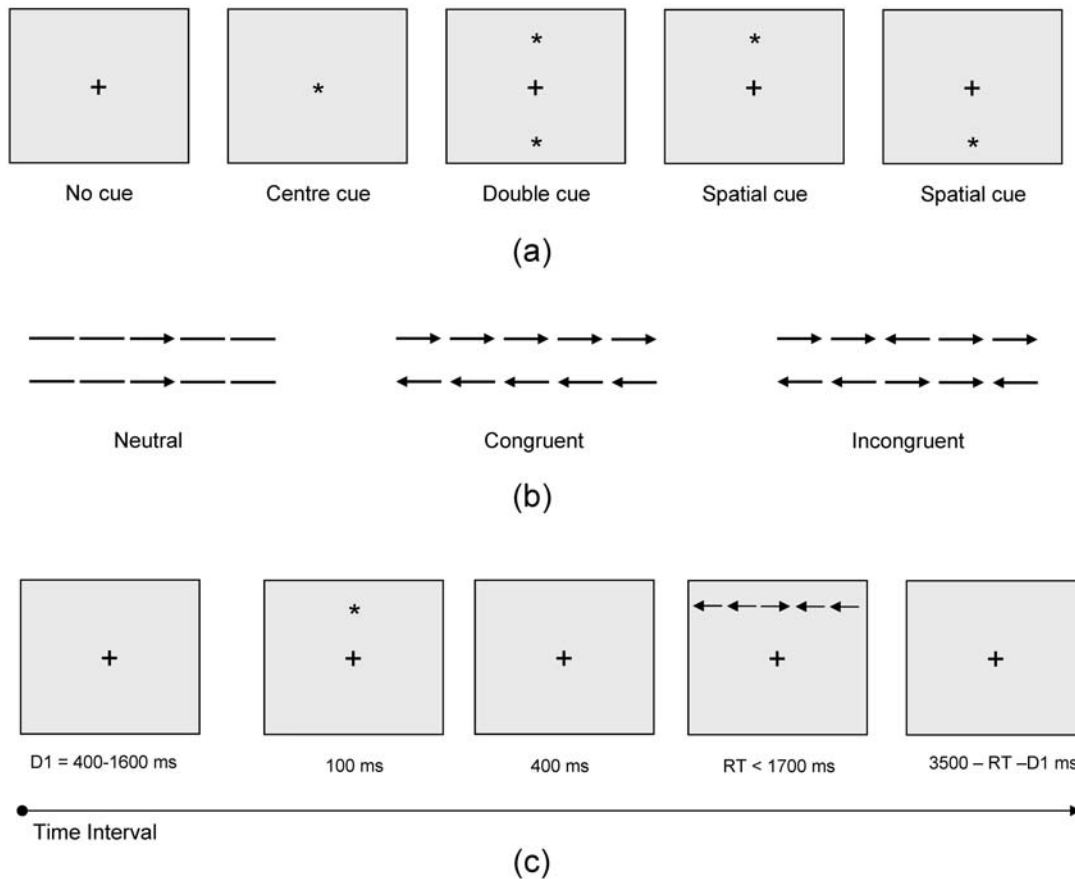 No cue Centre cue Double cue Spatial cue Spatial cue
(a)
Neutral Congruent Incongruent
(b)
D1 = 400-1600 ms 100 ms 400 ms RT < 1700 ms 3500 – RT –D1 ms
Time Interval
(c)